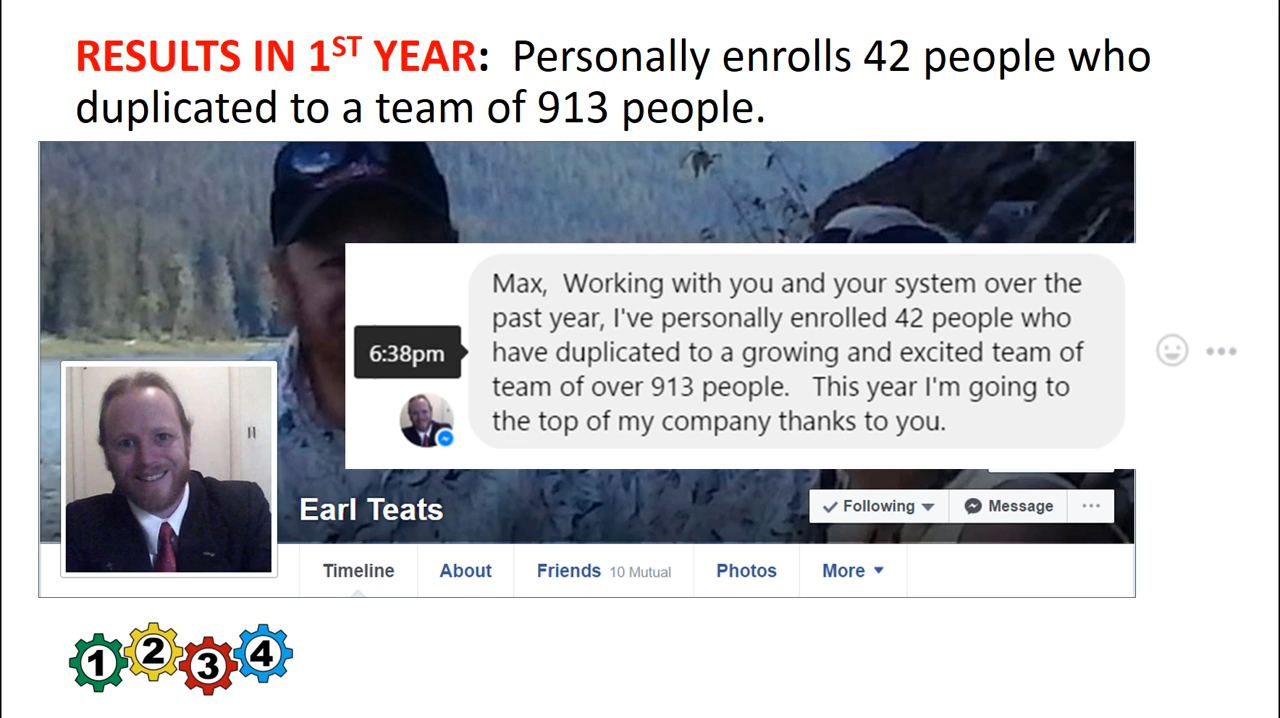 RESULTS IN 1ST YEAR: Personally enrolls 42 people who
duplicated to a team of 913 people.
Max, Working with you and your system over the
past year, I've personally enrolled 42 people who
6:38pm
have duplicated to a growing and excited team of
team of over 913 people. This year I'm going to
the top of my company thanks to you.
Earl Teats
Following
Message
Timeline
About
Friends 10 Mutual
Photos
More
1 2 3 4